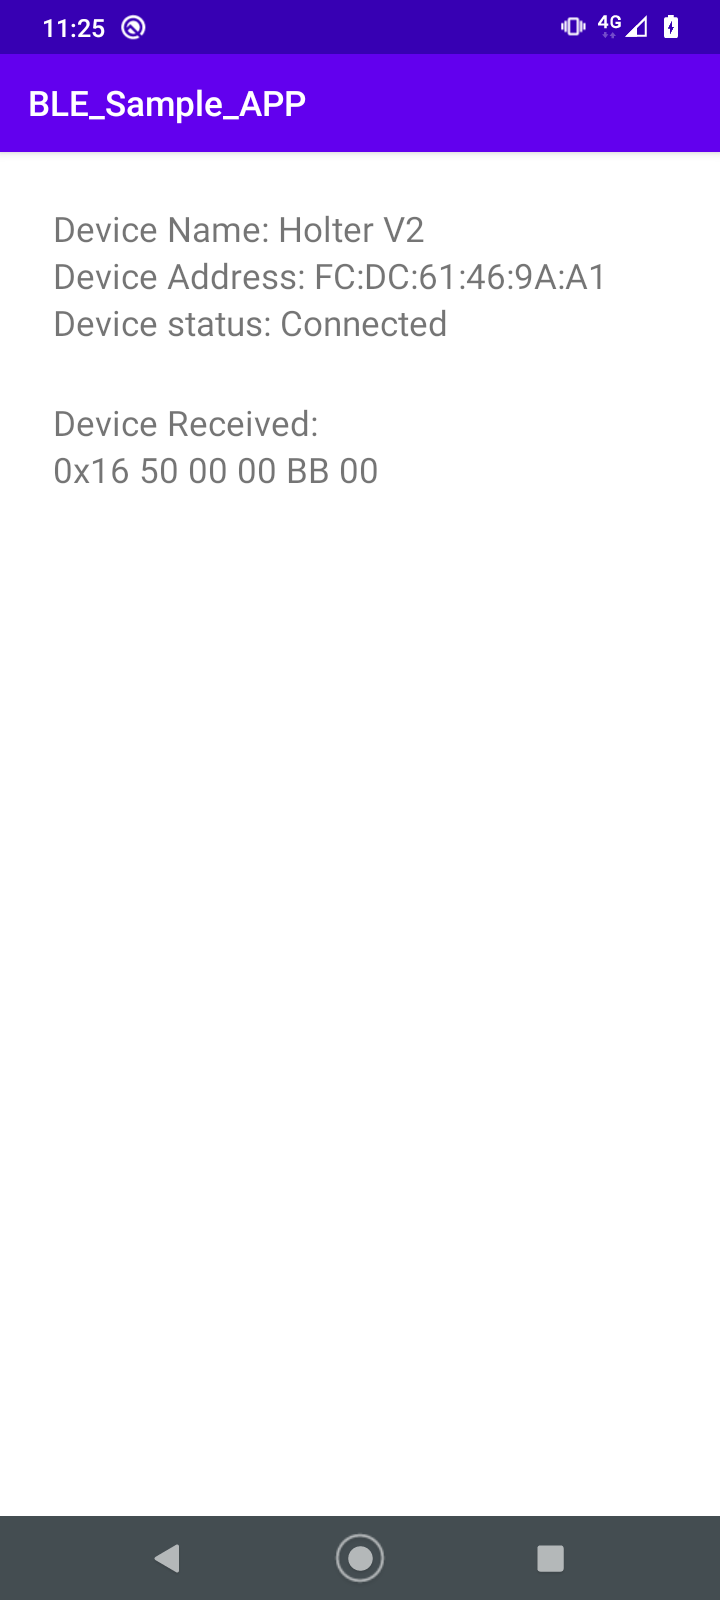 11:25
4G
BLE_Sample_APP
Device Name: Holter V2
Device Address: FC:DC:61:46:9A:A1
Device status: Connected
Device Received:
0x16 50 00 00 BB 00